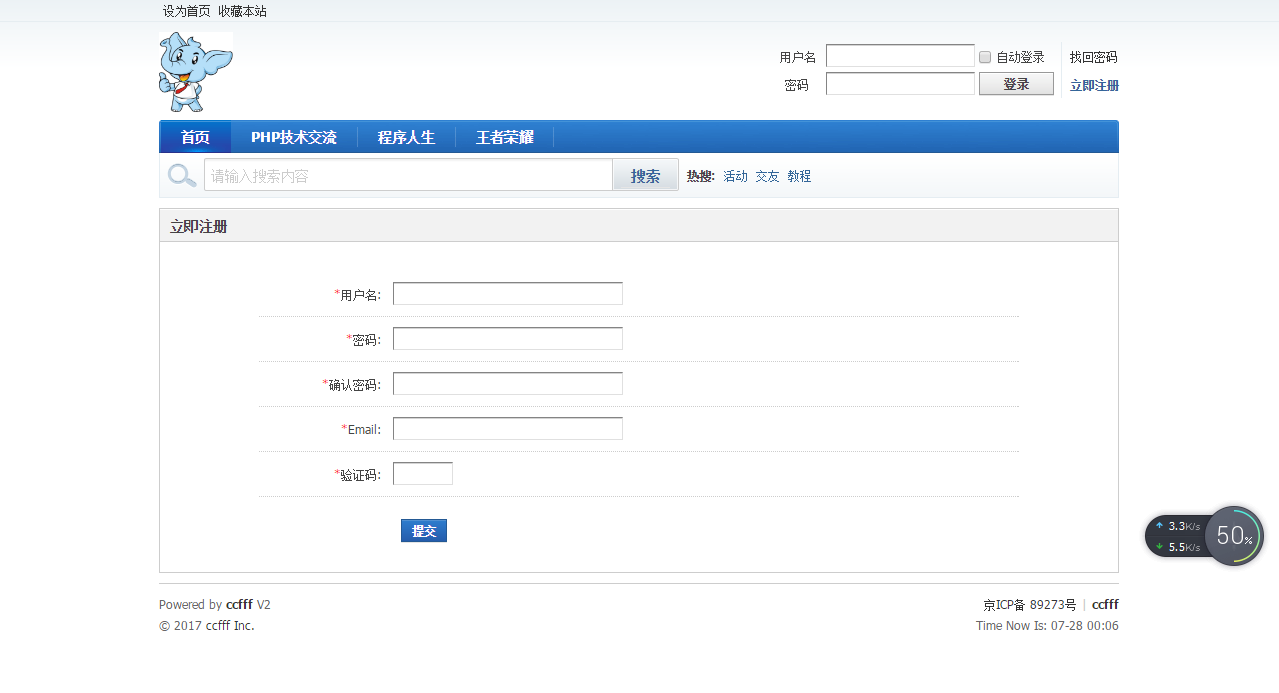 设为首页 收藏本站
用户名 自动登录 找回密码
密码 登录 立即注册
首页 PHP技术交流 程序人生 王者荣耀
请输入搜索内容 搜索 热搜: 活动 交友 教程
立即注册
*用户名:
*密码:
*确认密码:
*Email:
*验证码:
提交
3.3K/s
5.5K/s
50%
Powered by ccfff V2 京ICP备 89273号 | ccfff
© 2017 ccfff Inc. Time Now Is: 07-28 00:06